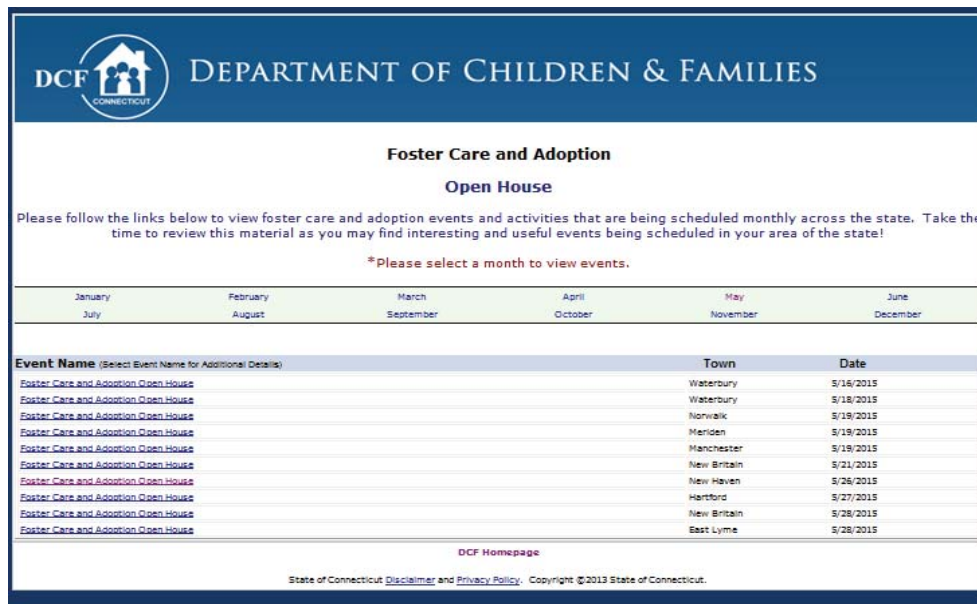 DCF
CONNECTICUT
DEPARTMENT OF CHILDREN & FAMILIES
Foster Care and Adoption
Open House
Please follow the links below to view foster care and adoption events and activities that are being scheduled monthly across the state. Take the
time to review this material as you may find interesting and useful events being scheduled in your area of the state!
*Please select a month to view events.
January February March April May June
July August September October November December
Event Name (Select Event Name for Additional Details) Town Date
Foster Care and Adoption Open House Waterbury 5/16/2015
Foster Care and Adoption Open House Waterbury 5/18/2015
Foster Care and Adoption Open House Norwalk 5/19/2015
Foster Care and Adoption Open House Meriden 5/19/2015
Foster Care and Adoption Open House Manchester 5/19/2015
Foster Care and Adoption Open House New Britain 5/21/2015
Foster Care and Adoption Open House New Haven 5/26/2015
Foster Care and Adoption Open House Hartford 5/27/2015
Foster Care and Adoption Open House New Britain 5/28/2015
Foster Care and Adoption Open House East Lyme 5/28/2015
DCF Homepage
State of Connecticut Disclaimer and Privacy Policy. Copyright ©2013 State of Connecticut.